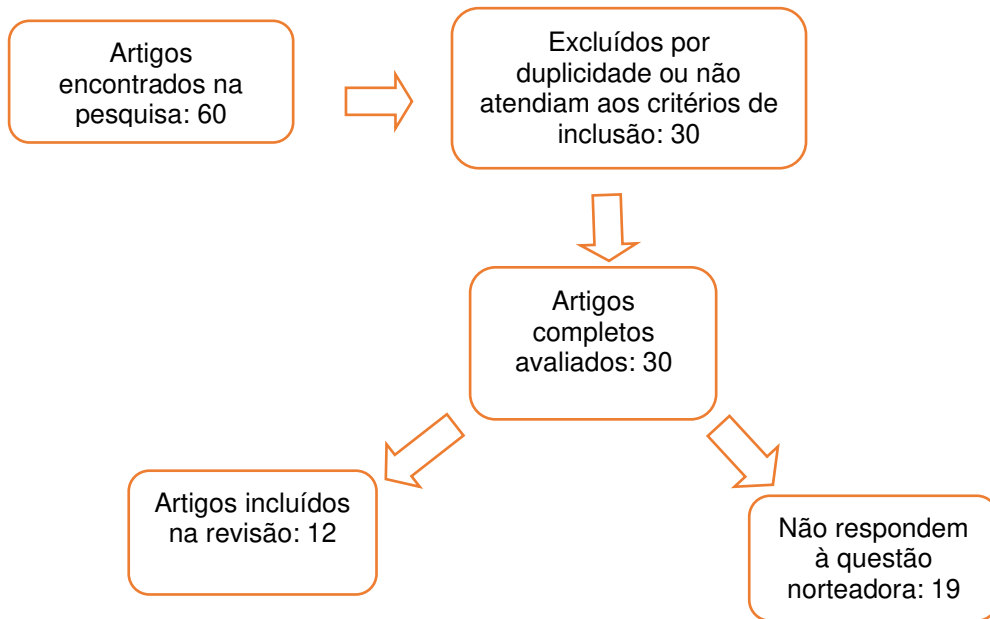 Artigos
encontrados na
pesquisa: 60
Excluídos por
duplicidade ou não
atendiam aos critérios de
inclusão: 30
Artigos
completos
avaliados: 30
Artigos incluídos
na revisão: 12
Não respondem
à questão
norteadora: 19